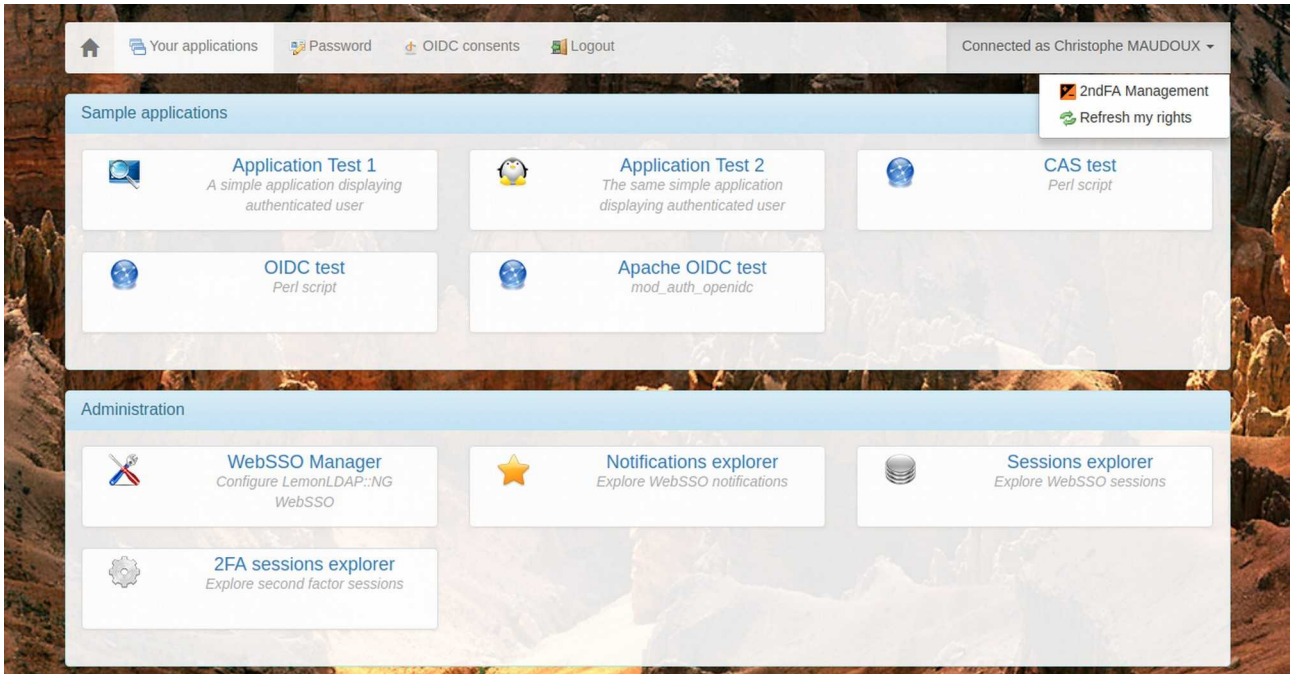 Your applications
Password
OIDC consents
Logout
Connected as Christophe MAUDOUX
2ndFA Management
Refresh my rights
Sample applications
Application Test 1
A simple application displaying
authenticated user
Application Test 2
The same simple application
displaying authenticated user
CAS test
Perl script
OIDC test
Perl script
Apache OIDC test
mod_auth_openidc
Administration
WebSSO Manager
Configure LemonLDAP::NG
WebSSO
Notifications explorer
Explore WebSSO notifications
Sessions explorer
Explore WebSSO sessions
2FA sessions explorer
Explore second factor sessions